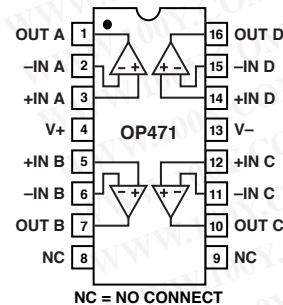 OUT A 1 16 OUT D
–IN A 2 15 –IN D
+IN A 3 14 +IN D
V+ 4 OP471 13 V–
+IN B 5 12 +IN C
–IN B 6 11 –IN C
OUT B 7 10 OUT C
NC 8 9 NC
NC = NO CONNECT